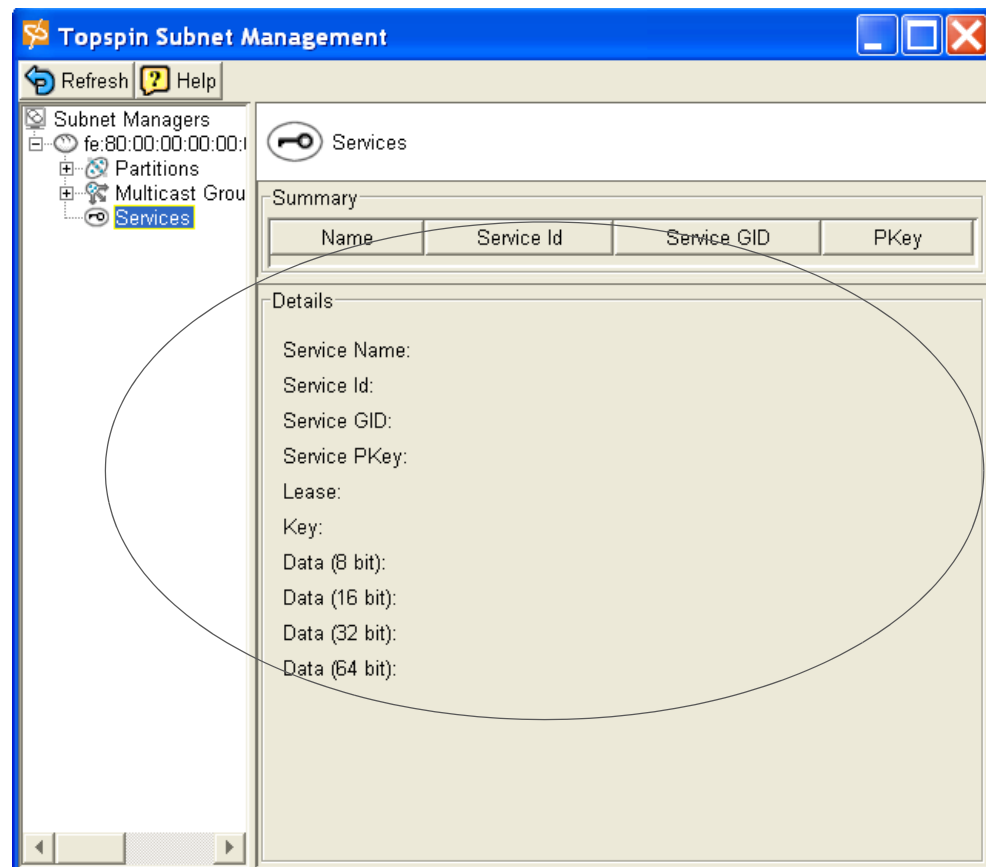 Topspin Subnet Management
Refresh Help
Subnet Managers
fe:80:00:00:00:00:
Partitions
Multicast Grou
Services
Services
Summary
Name Service Id Service GID PKey
Details
Service Name:
Service Id:
Service GID:
Service PKey:
Lease:
Key:
Data (8 bit):
Data (16 bit):
Data (32 bit):
Data (64 bit):